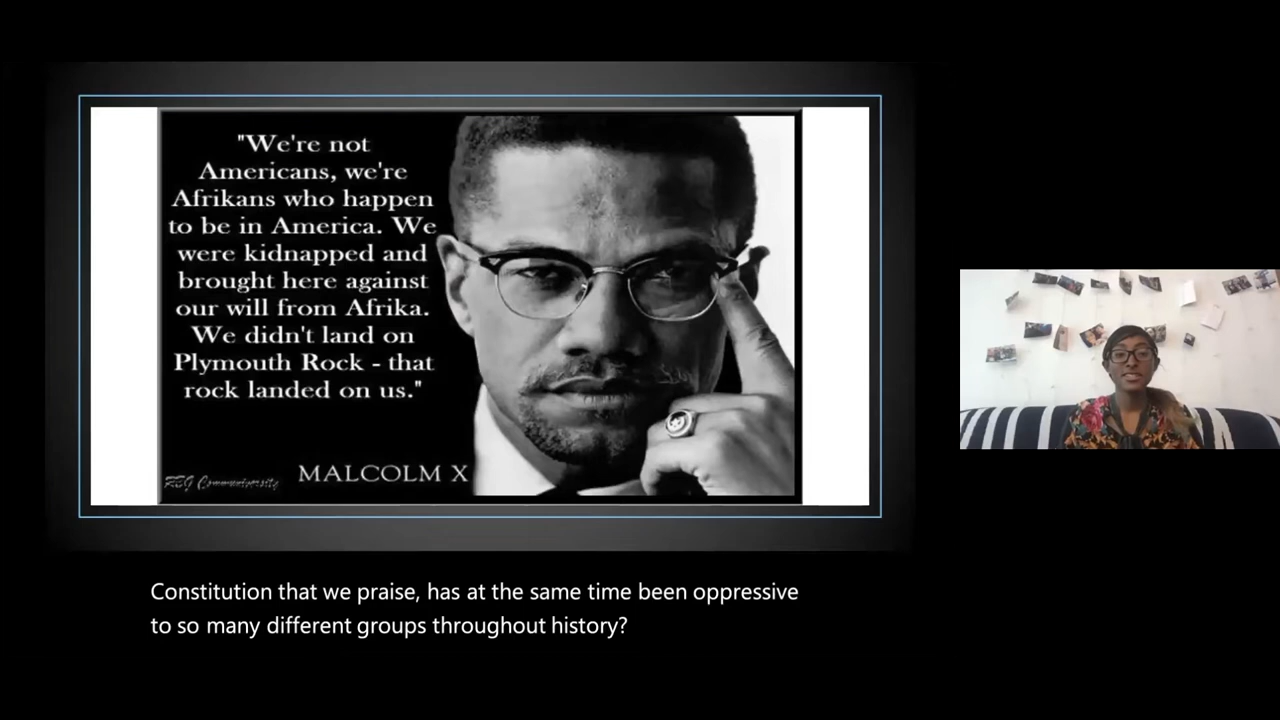 "We're not
Americans, we're
Afrikans who happen
to be in America. We
were kidnapped and
brought here against
our will from Afrika.
We didn't land on
Plymouth Rock - that
rock landed on us."
MALCOLM X
RBG Communiversity
Constitution that we praise, has at the same time been oppressive
to so many different groups throughout history?